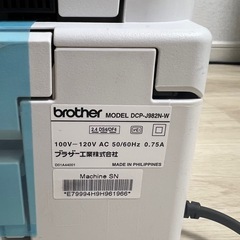 brother MODEL DCP-J982N-W
100V－120V AC 50/60Hz 0.75A
ブラザー工業株式会社
D01A44001
MADE IN PHILIPPINES
Machine SN
*E79994H9H961966*